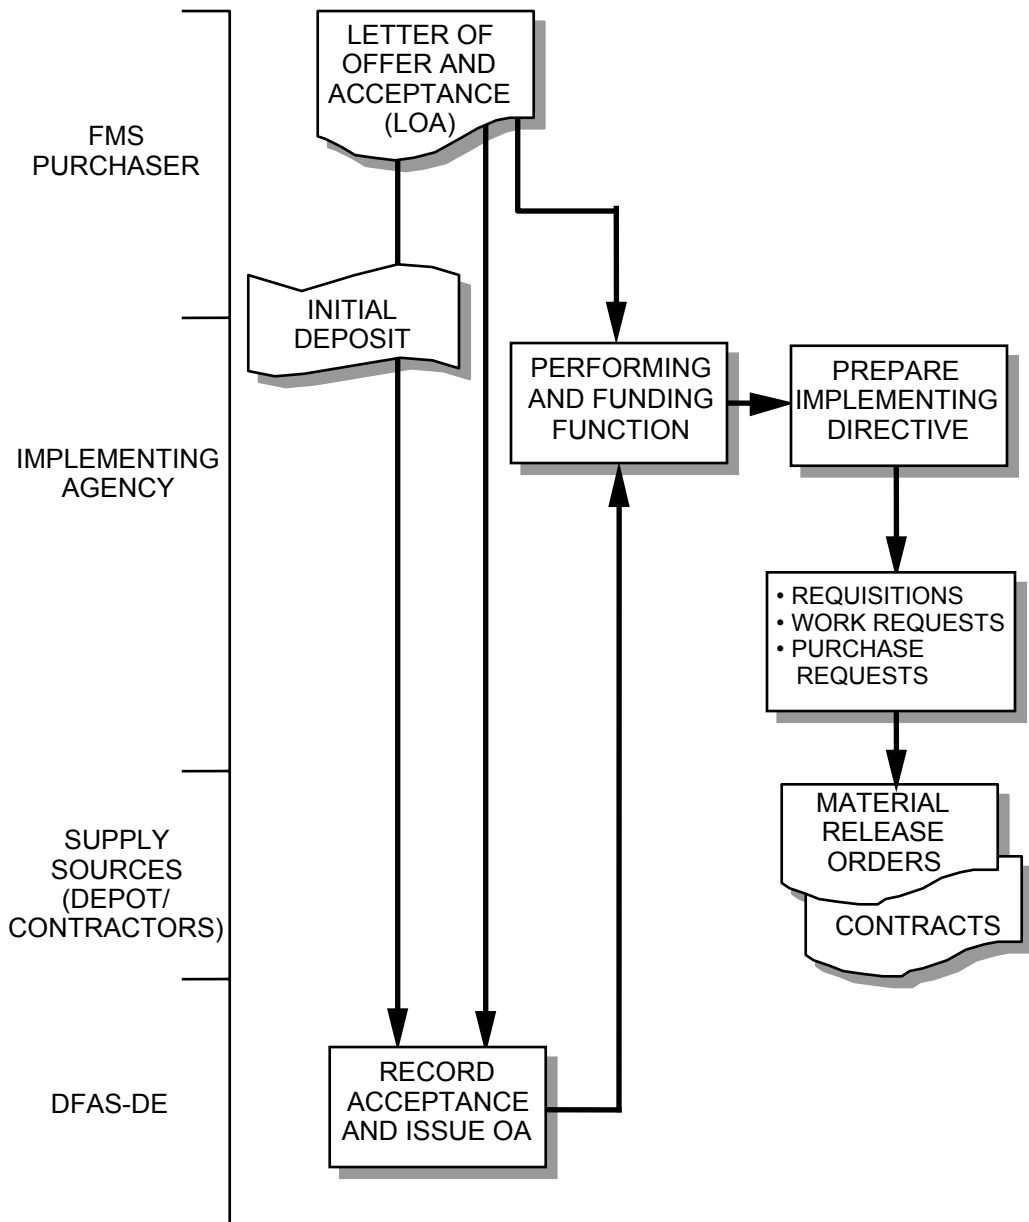 LETTER OF
OFFER AND
ACCEPTANCE
(LOA)
FMS
PURCHASER
INITIAL
DEPOSIT
PERFORMING
AND FUNDING
FUNCTION
PREPARE
IMPLEMENTING
DIRECTIVE
IMPLEMENTING
AGENCY
• REQUISITIONS
• WORK REQUESTS
• PURCHASE
REQUESTS
SUPPLY
SOURCES
(DEPOT/
CONTRACTORS)
MATERIAL
RELEASE
ORDERS
CONTRACTS
DFAS-DE
RECORD
ACCEPTANCE
AND ISSUE OA